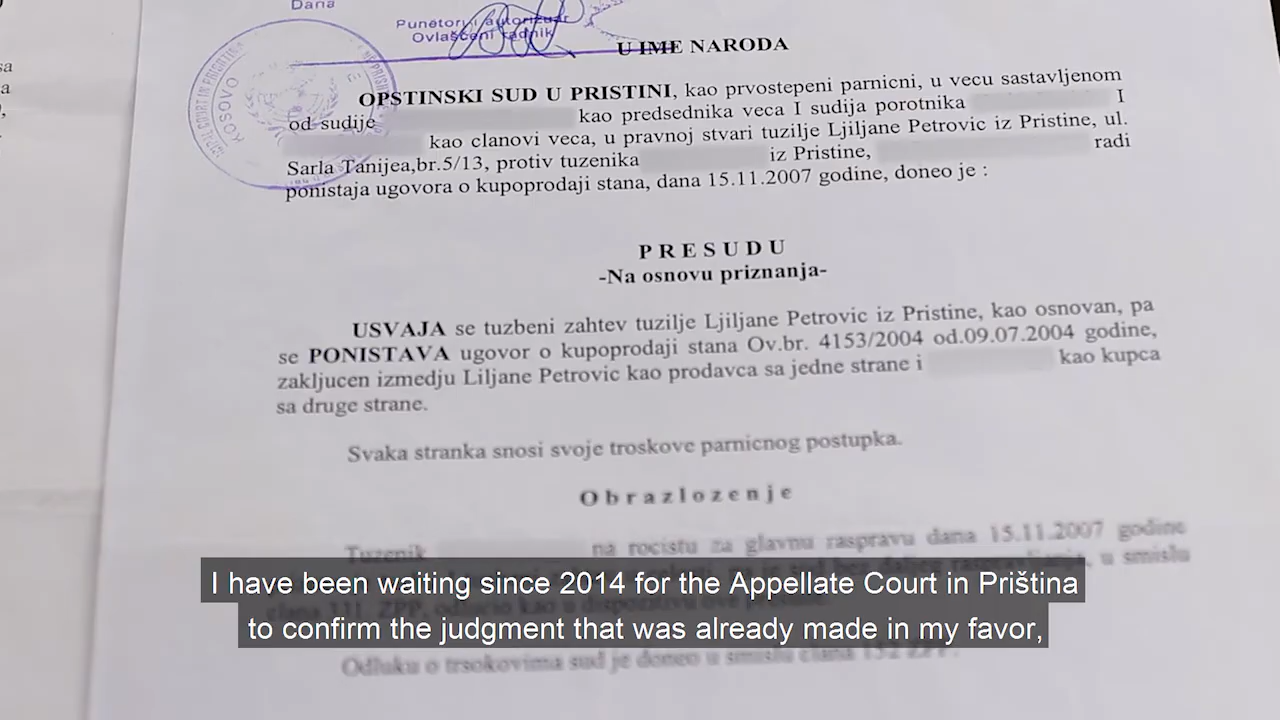 Dana
Punëtori i autorizuar
Ovlašćeni radnik
sa
a
KOSOVO
U IME NARODA
OPSTINSKI SUD U PRISTINI, kao prvostepeni parnicni, u vecu sastavljenom
od sudije kao predsednika veca I sudija porotnika I
kao clanovi veca, u pravnoj stvari tuzilje Ljiljane Petrovic iz Pristine, ul.
Sarla Tanijea,br.5/13, protiv tuzenika iz Pristine, radi
ponistaja ugovora o kupoprodaji stana, dana 15.11.2007 godine, doneo je :
P R E S U D U
-Na osnovu priznanja-
USVAJA se tuzbeni zahtev tuzilje Ljiljane Petrovic iz Pristine, kao osnovan, pa
se PONISTAVA ugovor o kupoprodaji stana Ov.br. 4153/2004 od.09.07.2004 godine,
zakljucen izmedju Liljane Petrovic kao prodavca sa jedne strane i kao kupca
sa druge strane.
Svaka stranka snosi svoje troskove parnicnog postupka.
O b r a z l o z e n j e
Tuzenik na rocistu za glavnu raspravu dana 15.11.2007 godine
u smislu
I have been waiting since 2014 for the Appellate Court in Priština
to confirm the judgment that was already made in my favor,
Odluku o trsokovima sud je doneo u smislu clana 152 ZPP.